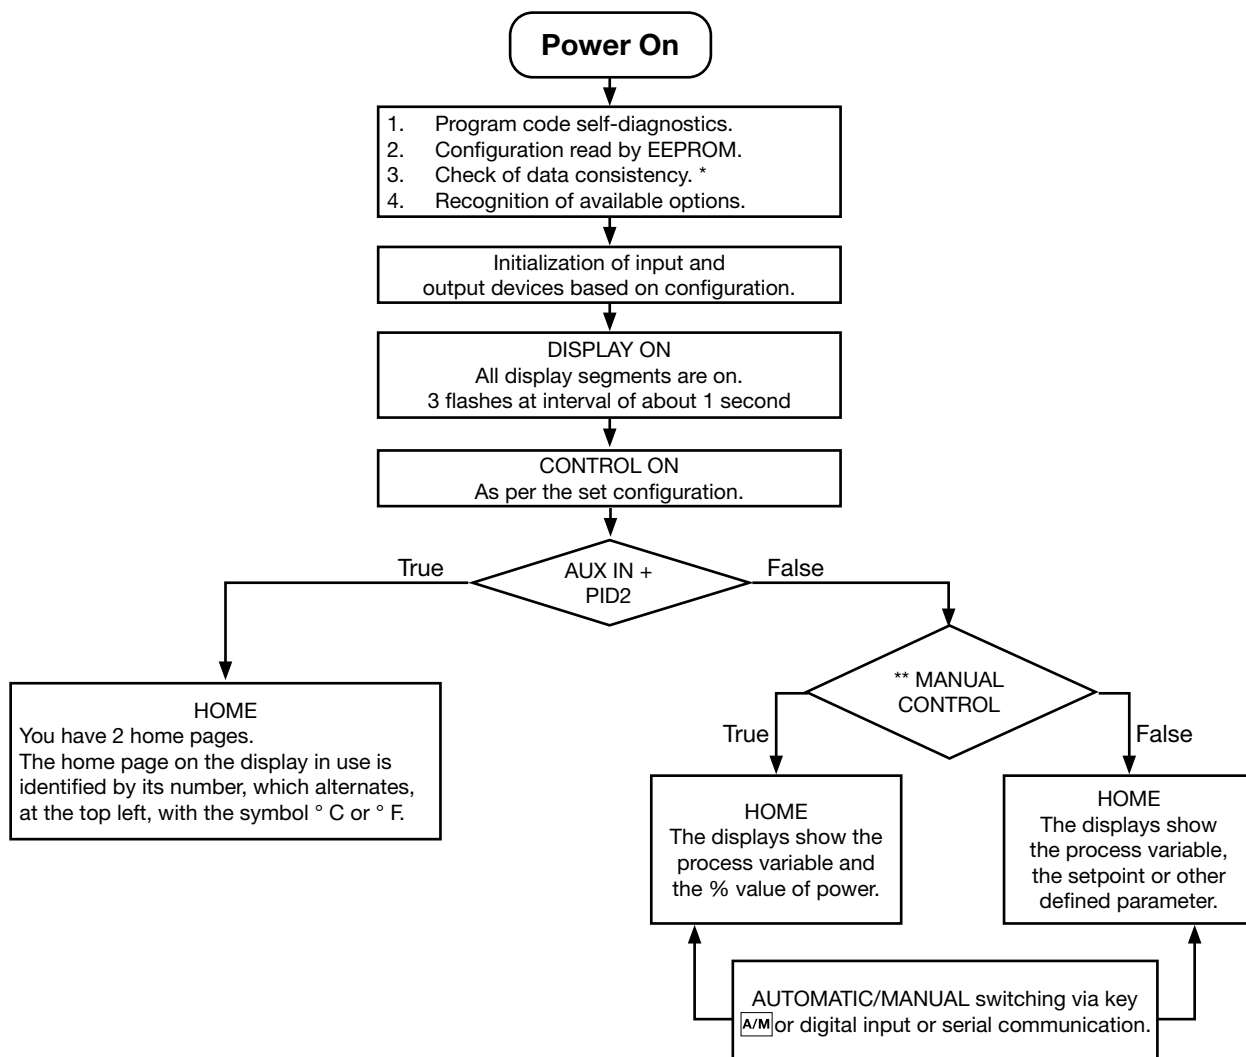 Power On
1. Program code self-diagnostics.
2. Configuration read by EEPROM.
3. Check of data consistency. *
4. Recognition of available options.
Initialization of input and
output devices based on configuration.
DISPLAY ON
All display segments are on.
3 flashes at interval of about 1 second
CONTROL ON
As per the set configuration.
True
AUX IN +
PID2
False
** MANUAL
CONTROL
True
False
HOME
You have 2 home pages.
The home page on the display in use is
identified by its number, which alternates,
at the top left, with the symbol ° C or ° F.
HOME
The displays show the
process variable and
the % value of power.
HOME
The displays show
the process variable,
the setpoint or other
defined parameter.
AUTOMATIC/MANUAL switching via key
A/M or digital input or serial communication.